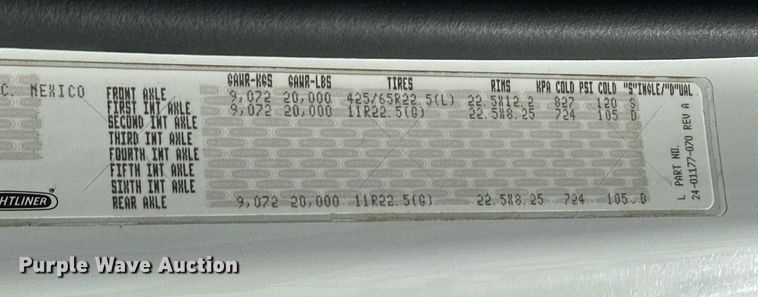 GAWR-KGS GAWR-LBS TIRES RIMS KPA COLD PSI COLD "S"INGLE/"D"UAL
C. MEXICO FRONT AXLE 9,072 20,000 425/65R22.5(L) 22.5X12.2 827 120 S
FIRST INT AXLE 9,072 20,000 11R22.5(G) 22.5X8.25 724 105 D
SECOND INT AXLE
THIRD INT AXLE
FOURTH INT AXLE
FIFTH INT AXLE
SIXTH INT AXLE
REAR AXLE 9,072 20,000 11R22.5(G) 22.5X8.25 724 105 D
HTLINER
L PART NO.
24-01177-070 REV A
Purple Wave Auction